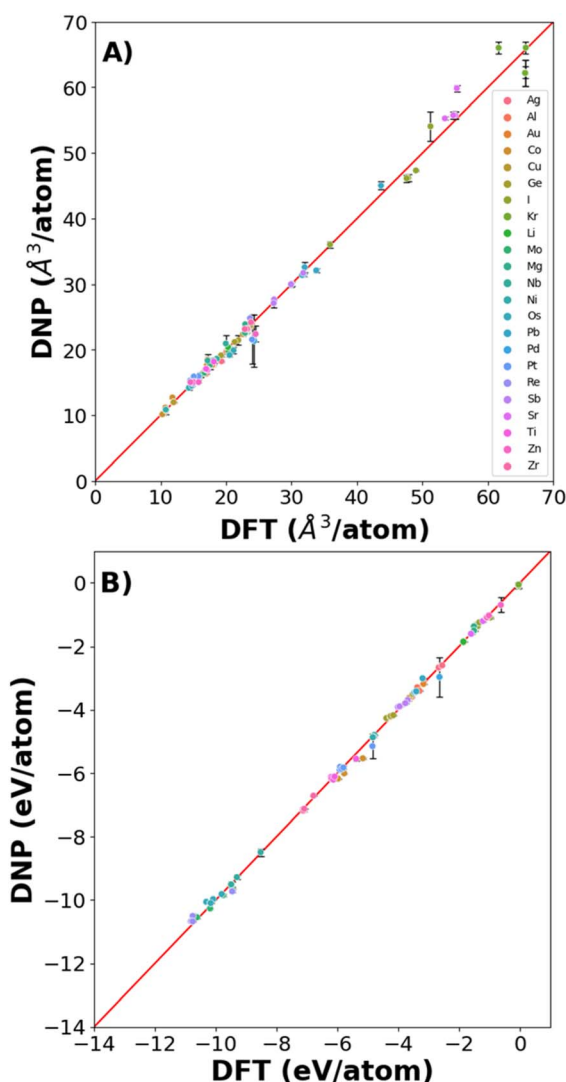 A)
70
60
50
40
30
20
10
0
DNP (Å³/atom)
Ag
Al
Au
Co
Cu
Ge
I
Kr
Li
Mo
Mg
Nb
Ni
Os
Pb
Pd
Pt
Re
Sb
Sr
Ti
Zn
Zr
0 10 20 30 40 50 60 70
DFT (Å³/atom)
B)
0
−2
−4
−6
−8
−10
−12
−14
DNP (eV/atom)
−14 −12 −10 −8 −6 −4 −2 0
DFT (eV/atom)